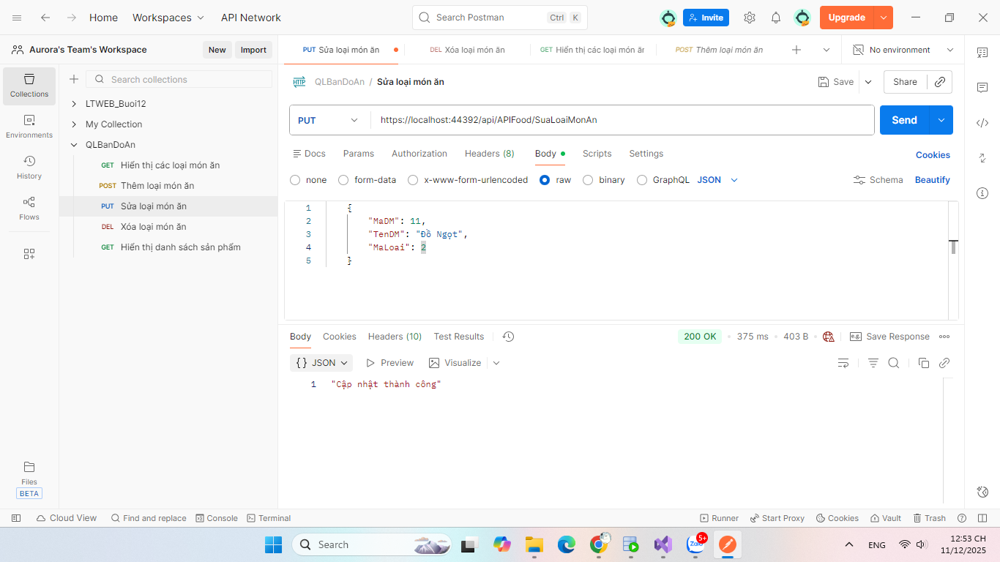 Home
Workspaces
API Network
Search Postman
Ctrl
K
Invite
Upgrade
Aurora's Team's Workspace
New
Import
PUT Sửa loại món ăn
DEL Xóa loại món ăn
GET Hiển thị các loại món ăn
POST Thêm loại món ăn
No environment
Collections
Environments
History
Flows
Files
BETA
Search collections
LTWEB_Buoi12
My Collection
QLBanDoAn
GET Hiển thị các loại món ăn
POST Thêm loại món ăn
PUT Sửa loại món ăn
DEL Xóa loại món ăn
GET Hiển thị danh sách sản phẩm
HTTP
QLBanDoAn / Sửa loại món ăn
Save
Share
PUT
https://localhost:44392/api/APIFood/SuaLoaiMonAn
Send
Docs
Params
Authorization
Headers (8)
Body
Scripts
Settings
Cookies
none
form-data
x-www-form-urlencoded
raw
binary
GraphQL
JSON
Schema
Beautify
1 {
2 "MaDM": 11,
3 "TenDM": "Đồ Ngọt",
4 "MaLoai": 2
5 }
Body
Cookies
Headers (10)
Test Results
200 OK
375 ms
403 B
e.g.
Save Response
{} JSON
Preview
Visualize
1 "Cập nhật thành công"
Cloud View
Find and replace
Console
Terminal
Runner
Start Proxy
Cookies
Vault
Trash
Search
Zalo
5+
ENG
12:53 CH
11/12/2025